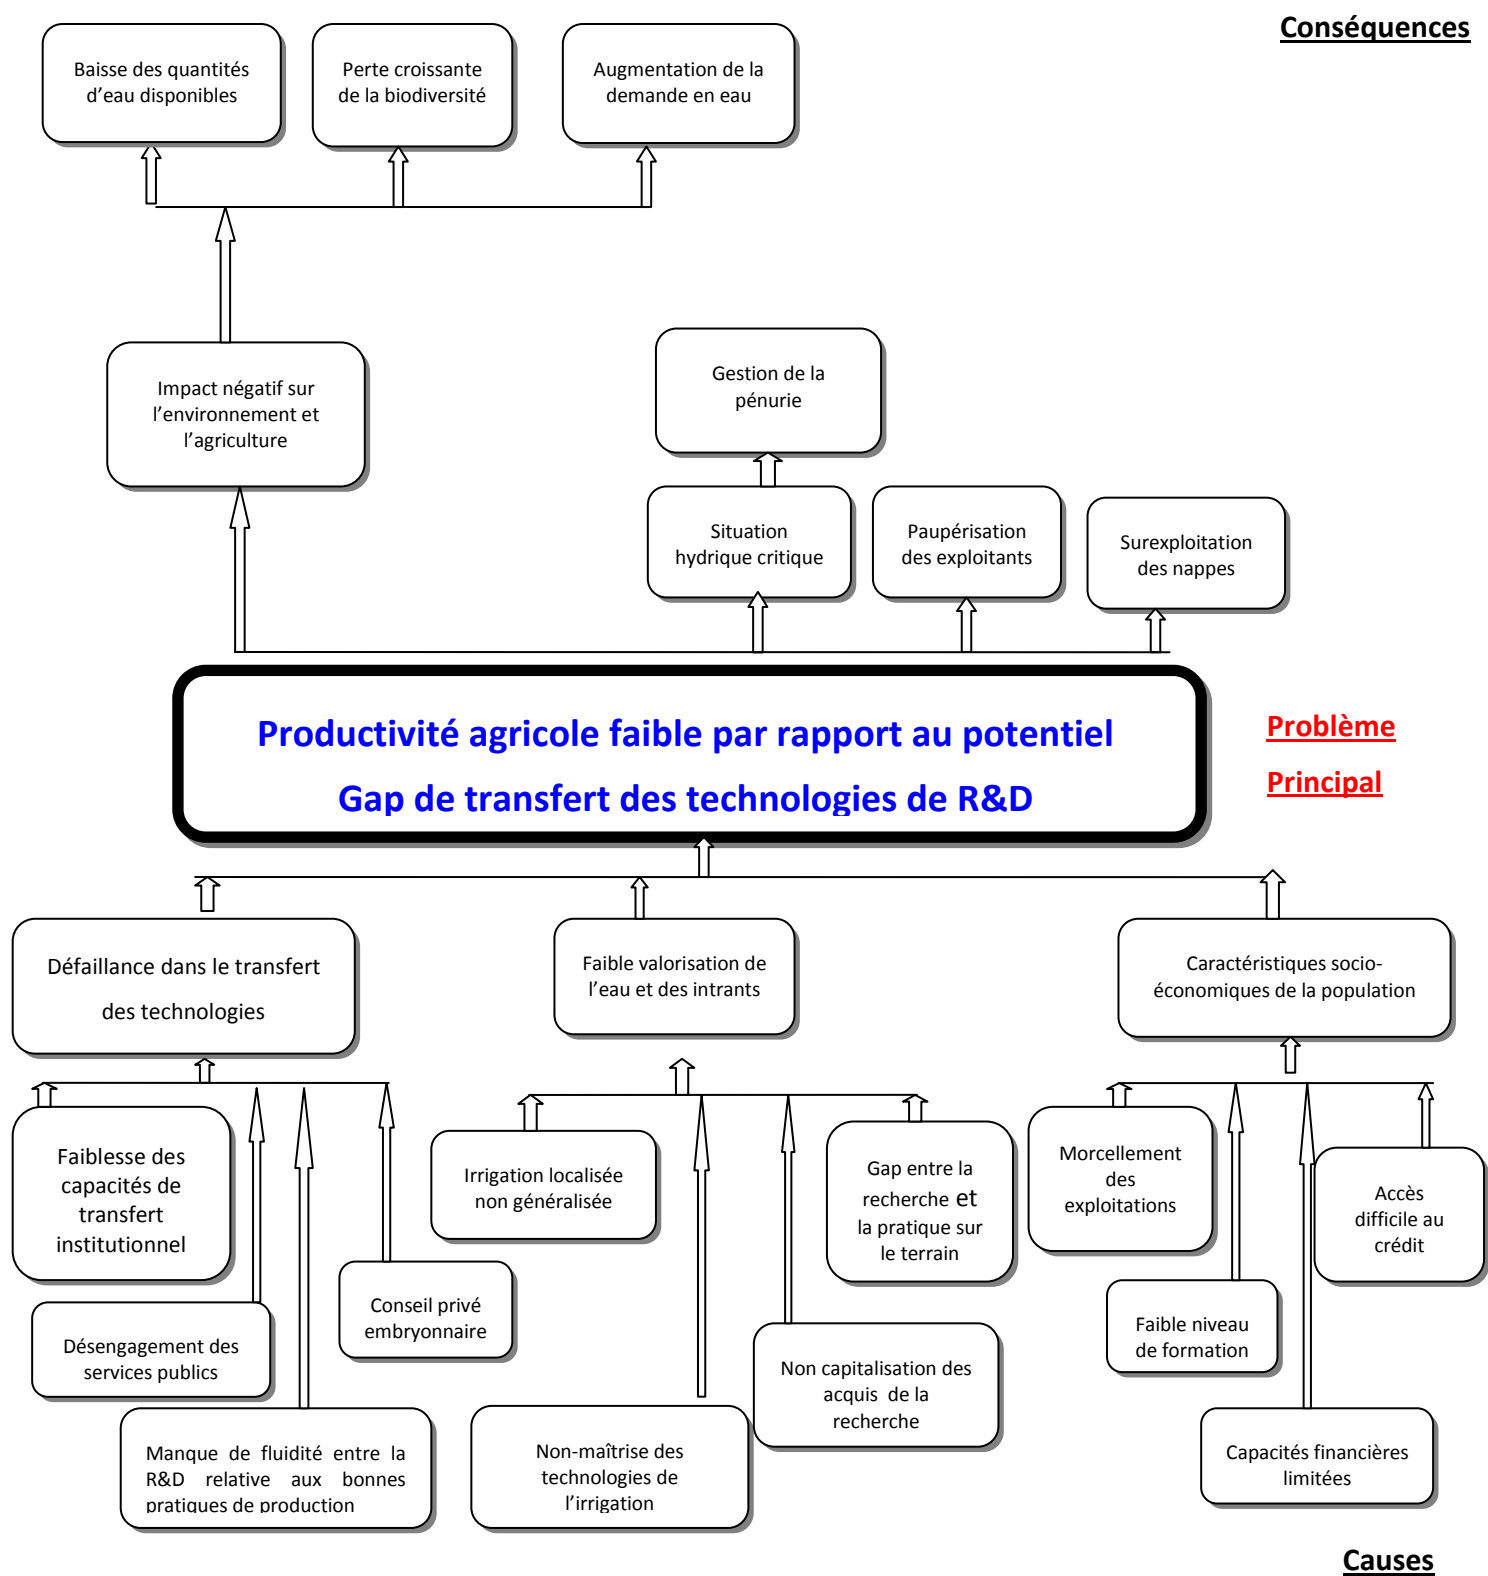 Conséquences
Baisse des quantités
d’eau disponibles
Perte croissante
de la biodiversité
Augmentation de la
demande en eau
Impact négatif sur
l’environnement et
l’agriculture
Gestion de la
pénurie
Situation
hydrique critique
Paupérisation
des exploitants
Surexploitation
des nappes
Productivité agricole faible par rapport au potentiel
Gap de transfert des technologies de R&D
Problème
Principal
Défaillance dans le transfert
des technologies
Faible valorisation de
l’eau et des intrants
Caractéristiques socio-
économiques de la population
Faiblesse des
capacités de
transfert
institutionnel
Désengagement des
services publics
Manque de fluidité entre la
R&D relative aux bonnes
pratiques de production
Conseil privé
embryonnaire
Irrigation localisée
non généralisée
Non-maîtrise des
technologies de
l’irrigation
Non capitalisation des
acquis de la
recherche
Gap entre la
recherche et
la pratique sur
le terrain
Morcellement
des
exploitations
Faible niveau
de formation
Capacités financières
limitées
Accès
difficile au
crédit
Causes